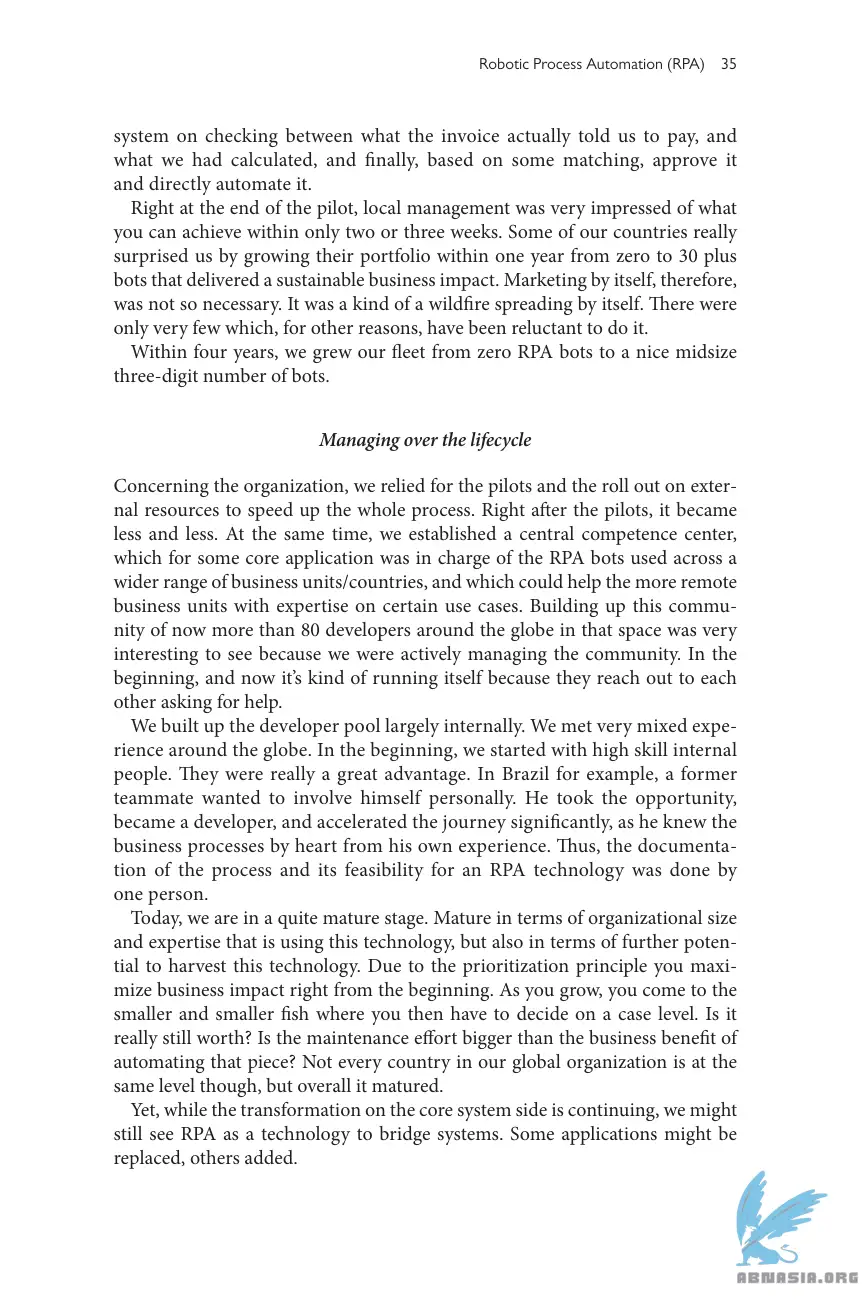 Robotic Process Automation (RPA) 35
system on checking between what the invoice actually told us to pay, and
what we had calculated, and finally, based on some matching, approve it
and directly automate it.
Right at the end of the pilot, local management was very impressed of what
you can achieve within only two or three weeks. Some of our countries really
surprised us by growing their portfolio within one year from zero to 30 plus
bots that delivered a sustainable business impact. Marketing by itself, therefore,
was not so necessary. It was a kind of a wildfire spreading by itself. There were
only very few which, for other reasons, have been reluctant to do it.
Within four years, we grew our fleet from zero RPA bots to a nice midsize
three-digit number of bots.
Managing over the lifecycle
Concerning the organization, we relied for the pilots and the roll out on exter-
nal resources to speed up the whole process. Right after the pilots, it became
less and less. At the same time, we established a central competence center,
which for some core application was in charge of the RPA bots used across a
wider range of business units/countries, and which could help the more remote
business units with expertise on certain use cases. Building up this commu-
nity of now more than 80 developers around the globe in that space was very
interesting to see because we were actively managing the community. In the
beginning, and now it’s kind of running itself because they reach out to each
other asking for help.
We built up the developer pool largely internally. We met very mixed expe-
rience around the globe. In the beginning, we started with high skill internal
people. They were really a great advantage. In Brazil for example, a former
teammate wanted to involve himself personally. He took the opportunity,
became a developer, and accelerated the journey significantly, as he knew the
business processes by heart from his own experience. Thus, the documenta-
tion of the process and its feasibility for an RPA technology was done by
one person.
Today, we are in a quite mature stage. Mature in terms of organizational size
and expertise that is using this technology, but also in terms of further poten-
tial to harvest this technology. Due to the prioritization principle you maxi-
mize business impact right from the beginning. As you grow, you come to the
smaller and smaller fish where you then have to decide on a case level. Is it
really still worth? Is the maintenance effort bigger than the business benefit of
automating that piece? Not every country in our global organization is at the
same level though, but overall it matured.
Yet, while the transformation on the core system side is continuing, we might
still see RPA as a technology to bridge systems. Some applications might be
replaced, others added.
ABNASIA.ORG